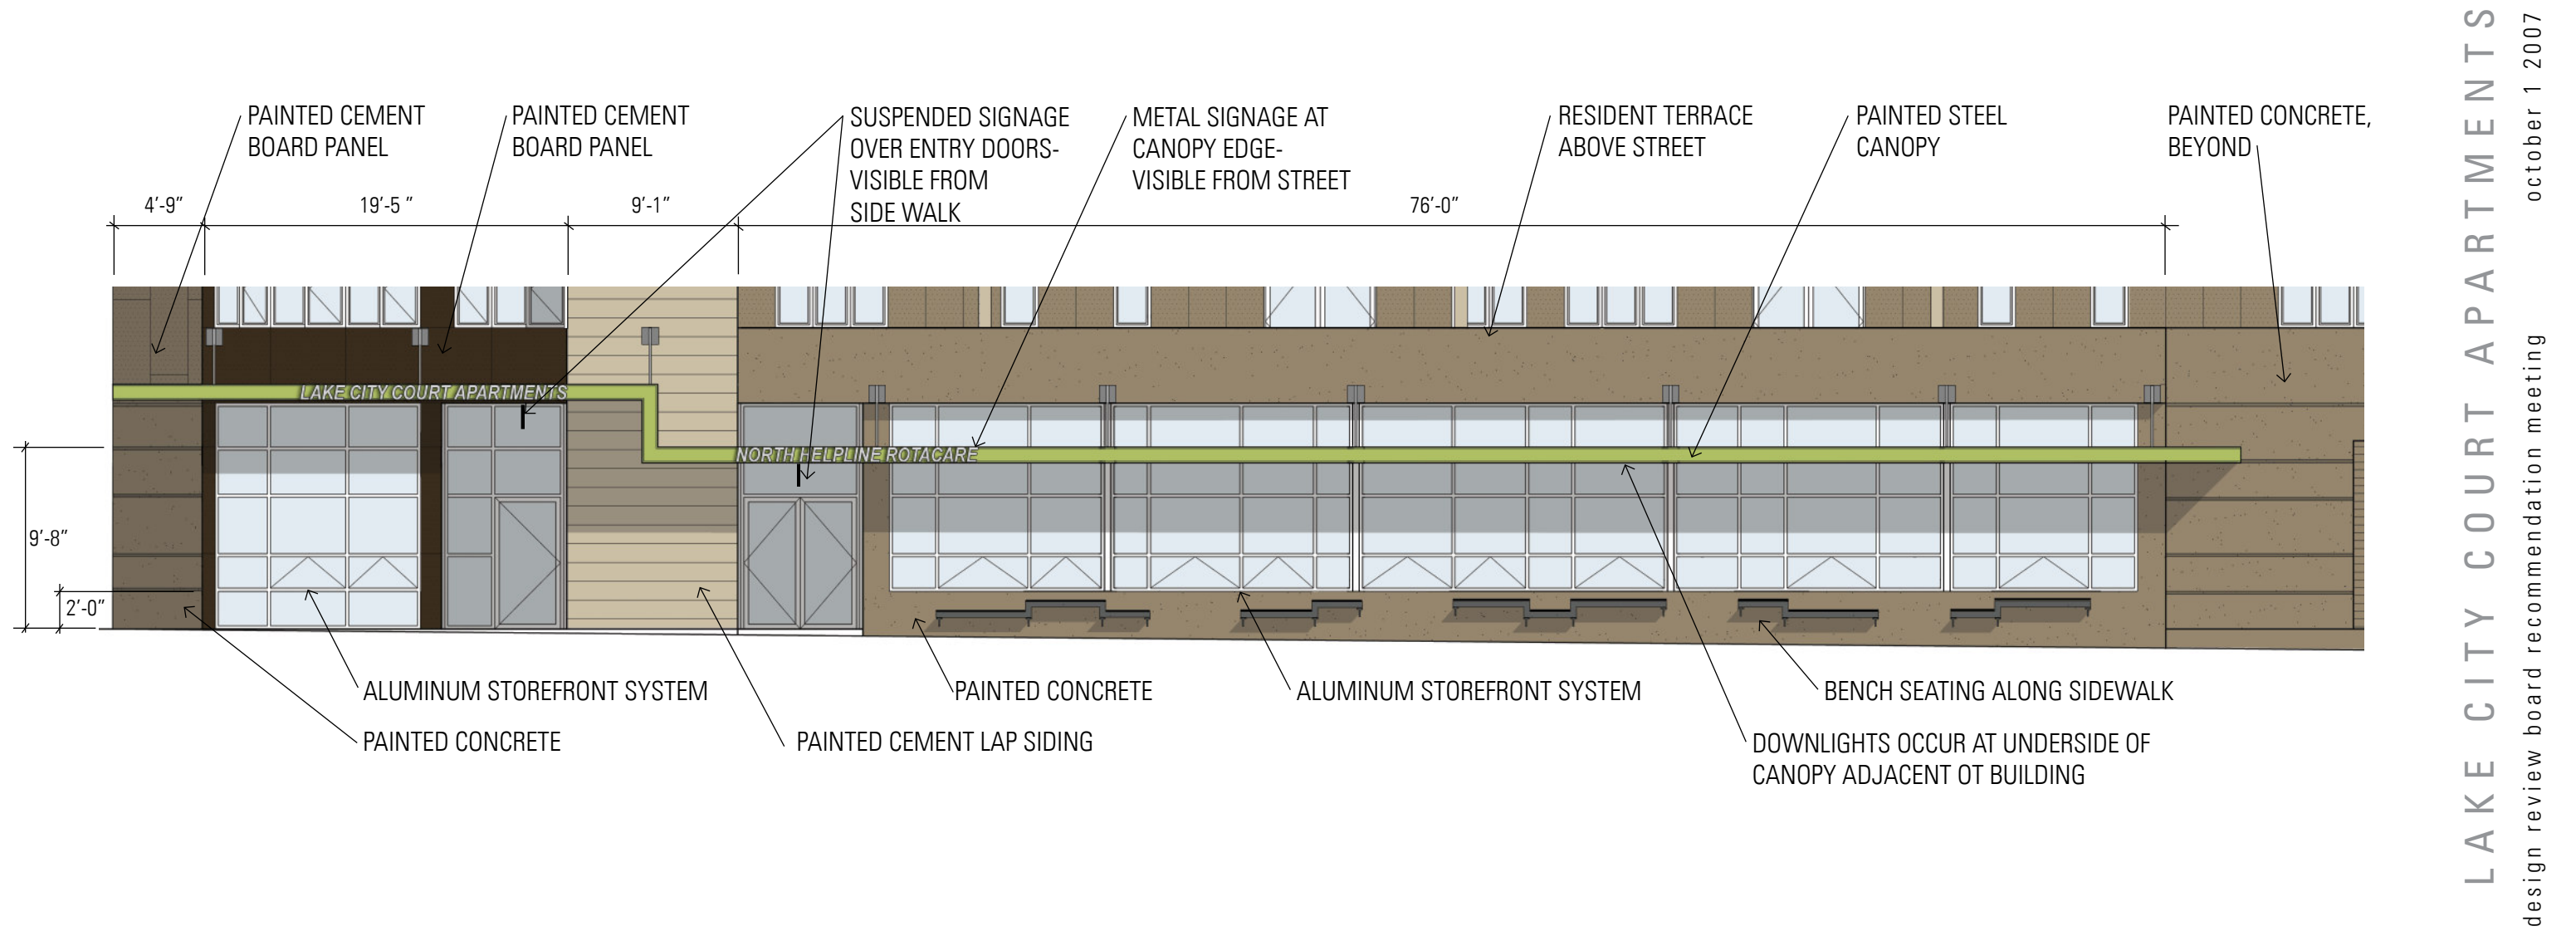 PAINTED CEMENT
BOARD PANEL
PAINTED CEMENT
BOARD PANEL
SUSPENDED SIGNAGE
OVER ENTRY DOORS-
VISIBLE FROM
SIDE WALK
METAL SIGNAGE AT
CANOPY EDGE-
VISIBLE FROM STREET
RESIDENT TERRACE
ABOVE STREET
PAINTED STEEL
CANOPY
PAINTED CONCRETE,
BEYOND
4'-9"
19'-5 "
9'-1"
76'-0"
LAKE CITY COURT APARTMENTS
NORTH HELPLINE ROTACARE
9'-8"
2'-0"
ALUMINUM STOREFRONT SYSTEM
PAINTED CONCRETE
PAINTED CEMENT LAP SIDING
PAINTED CONCRETE
ALUMINUM STOREFRONT SYSTEM
BENCH SEATING ALONG SIDEWALK
DOWNLIGHTS OCCUR AT UNDERSIDE OF
CANOPY ADJACENT OT BUILDING
LAKE CITY COURT APARTMENTS
design review board recommendation meeting october 1 2007